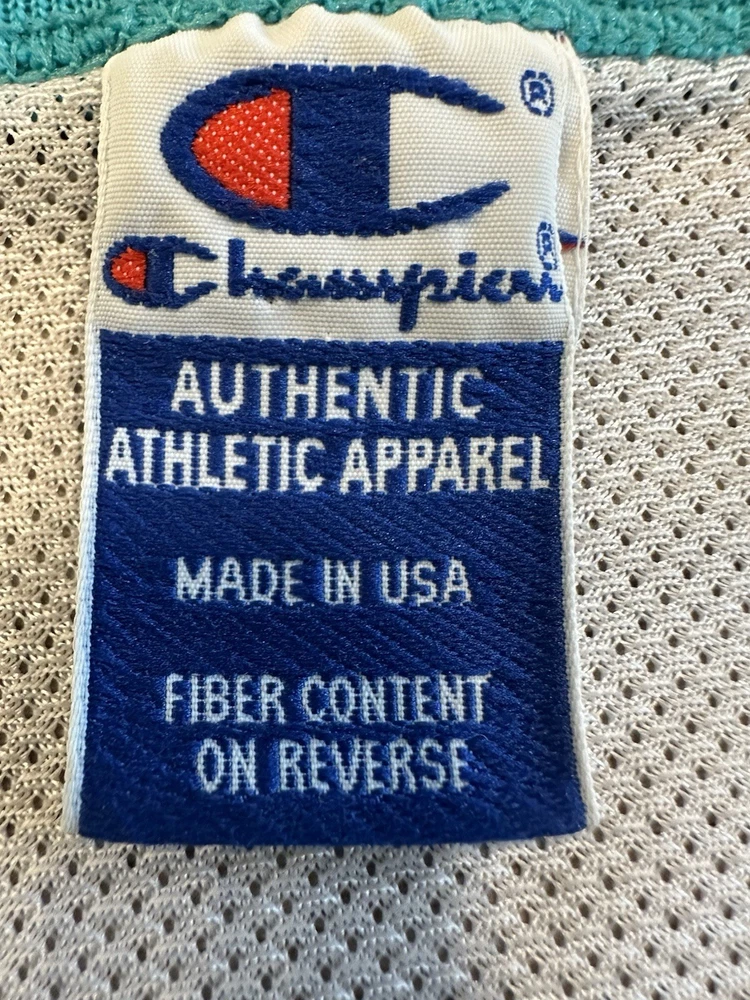 ®
Champion®
AUTHENTIC
ATHLETIC APPAREL
MADE IN USA
FIBER CONTENT
ON REVERSE